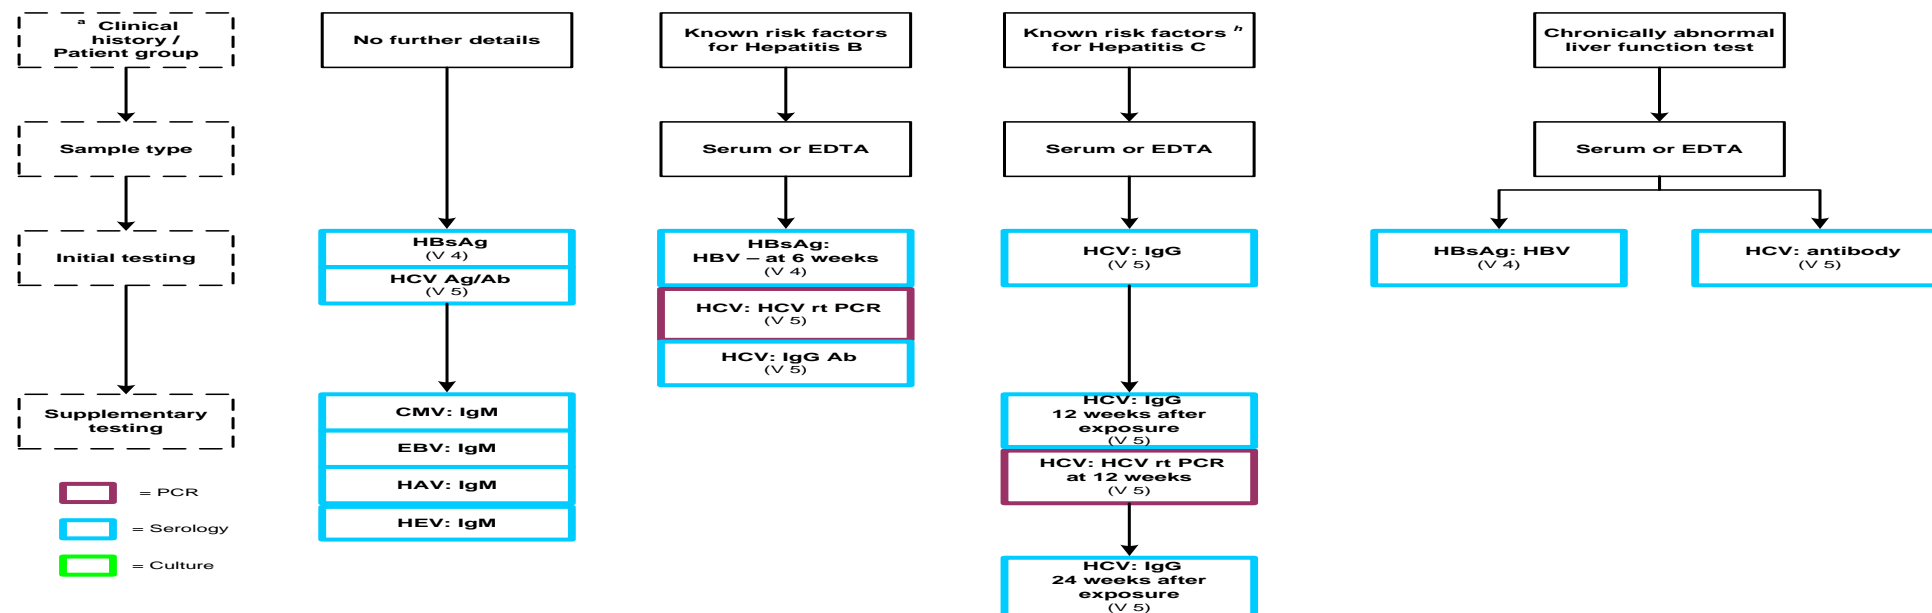 ᵃ Clinical
history /
Patient group
No further details
Known risk factors
for Hepatitis B
Known risk factors ʰ
for Hepatitis C
Chronically abnormal
liver function test
Sample type
Serum or EDTA
Serum or EDTA
Serum or EDTA
Initial testing
HBsAg
(V 4)
HCV Ag/Ab
(V 5)
HBsAg:
HBV – at 6 weeks
(V 4)
HCV: HCV rt PCR
(V 5)
HCV: IgG Ab
(V 5)
HCV: IgG
(V 5)
HBsAg: HBV
(V 4)
HCV: antibody
(V 5)
Supplementary
testing
CMV: IgM
EBV: IgM
HAV: IgM
HEV: IgM
HCV: IgG
12 weeks after
exposure
(V 5)
HCV: HCV rt PCR
at 12 weeks
(V 5)
HCV: IgG
24 weeks after
exposure
(V 5)
= PCR
= Serology
= Culture